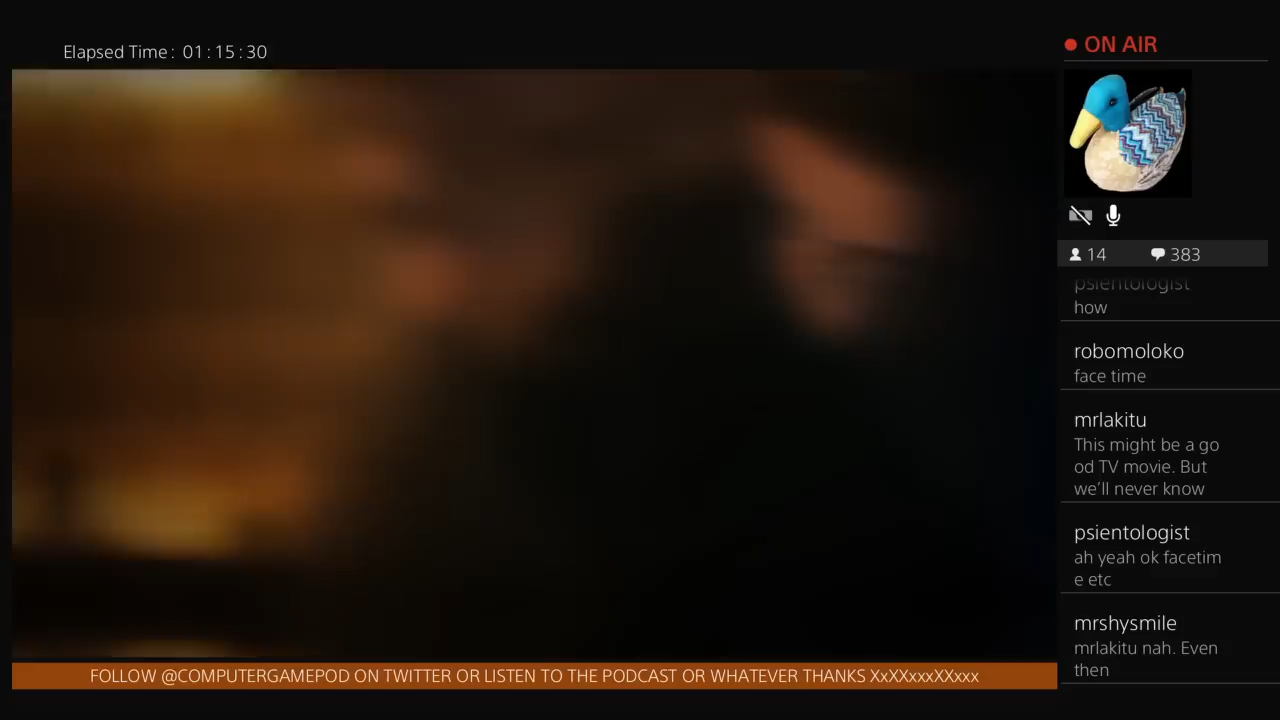 Elapsed Time: 01:15:30
ON AIR
14
383
psientologist
how
robomoloko
face time
mrlakitu
This might be a go
od TV movie. But
we'll never know
psientologist
ah yeah ok facetim
e etc
mrshysmile
mrlakitu nah. Even
then
FOLLOW @COMPUTERGAMEPOD ON TWITTER OR LISTEN TO THE PODCAST OR WHATEVER THANKS XxXXxxxXXxxx